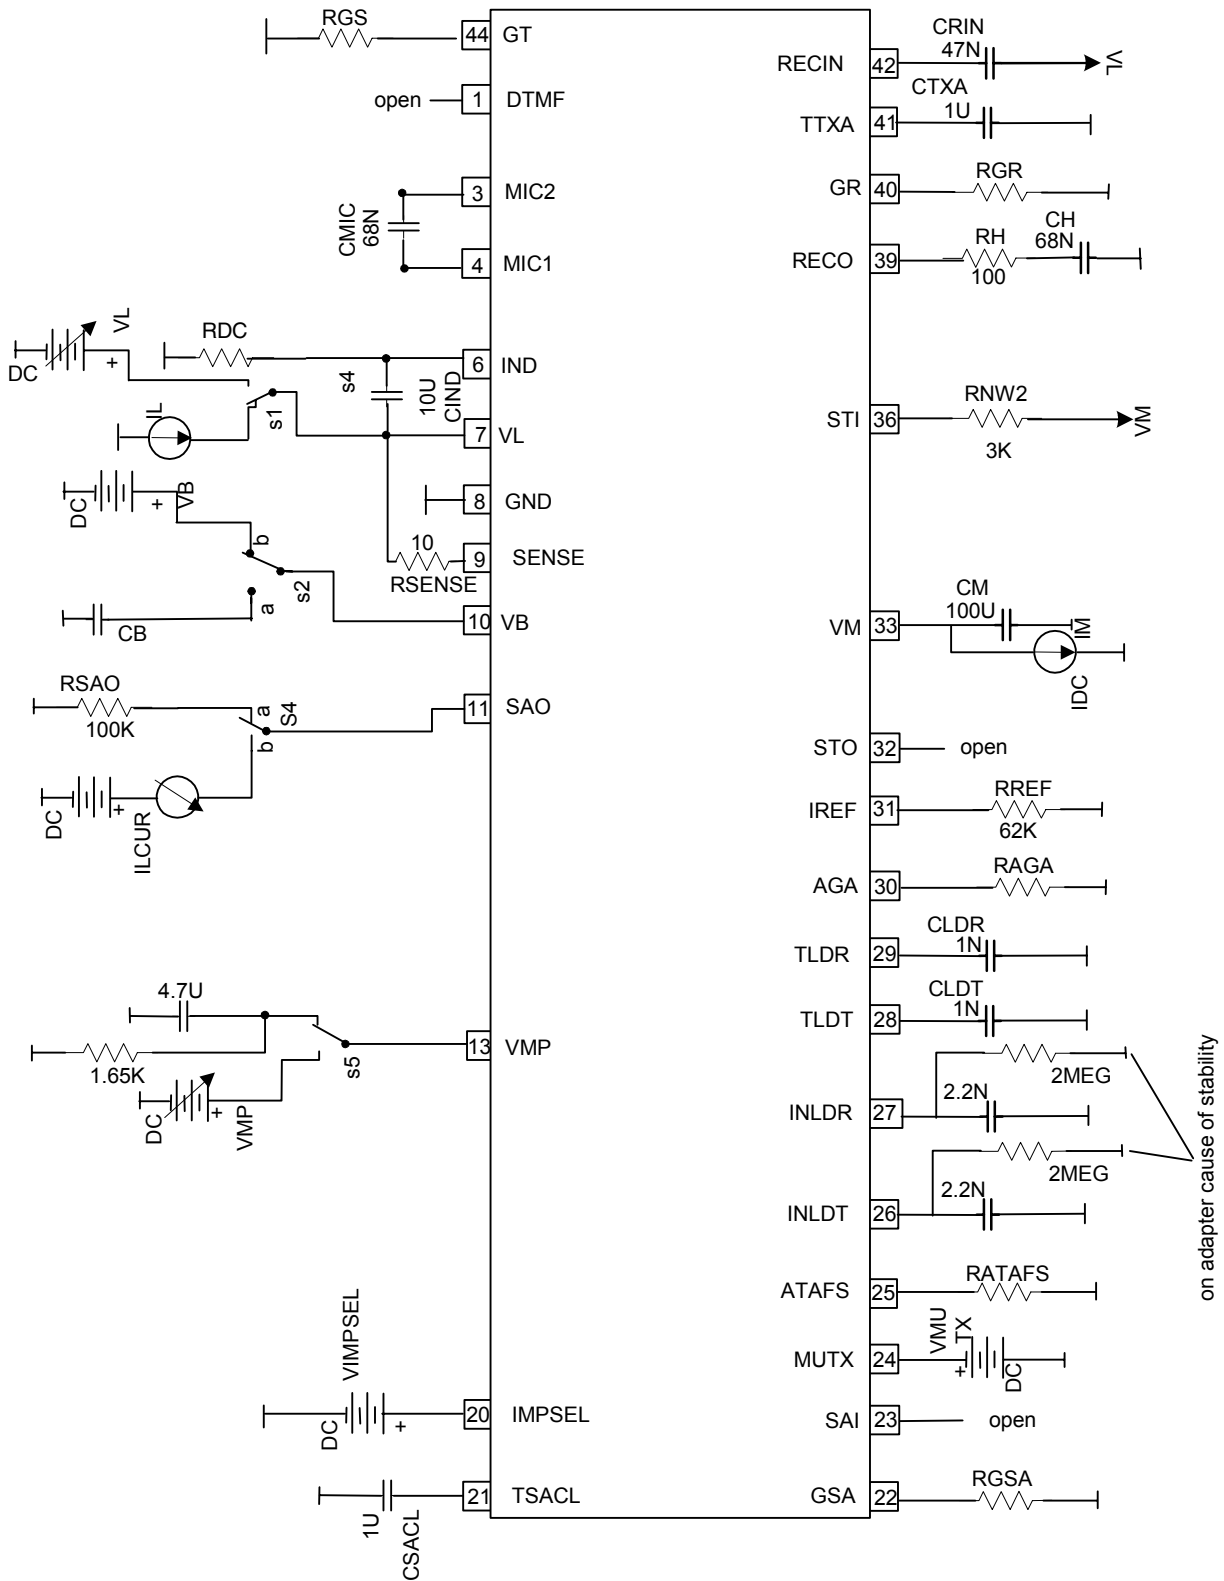 RGS
44 GT
open 1 DTMF
3 MIC2
CMIC
68N
4 MIC1
VL
DC +
RDC
6 IND
s4
10U
CIND
IL
s1
7 VL
DC + VB
8 GND
b
s2
a
10
RSENSE
9 SENSE
CB
10 VB
RSAO
100K
a
S4
b
11 SAO
DC +
ILCUR
4.7U
1.65K
s5
13 VMP
DC +
VMP
VIMPSEL
DC +
20 IMPSEL
1U
CSACL
21 TSACL
CRIN
47N
RECIN 42
VL
CTXA
1U
TTXA 41
RGR
GR 40
RH
100
CH
68N
RECO 39
RNW2
STI 36
3K
VM
CM
100U
VM 33
IM
IDC
STO 32 open
RREF
IREF 31
62K
RAGA
AGA 30
CLDR
1N
TLDR 29
CLDT
1N
TLDT 28
2MEG
2.2N
INLDR 27
2MEG
2.2N
INLDT 26
on adapter cause of stability
RATAFS
ATAFS 25
VMU
TX
MUTX 24
+ DC
SAI 23 open
RGSA
GSA 22